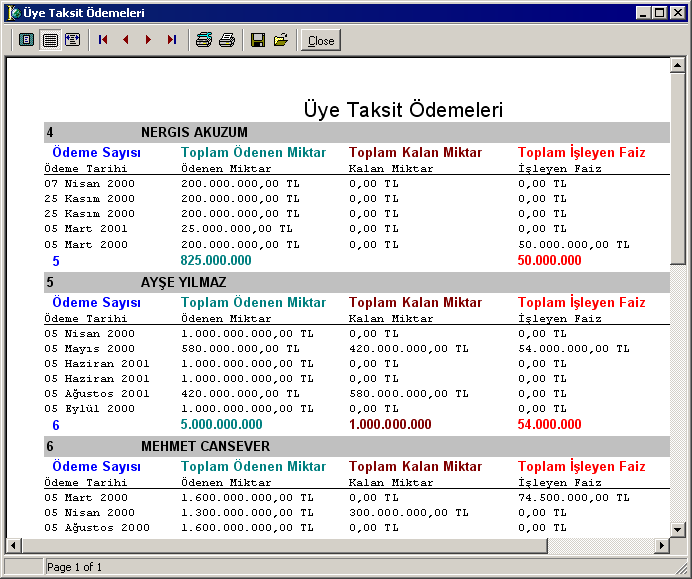 Üye Taksit Ödemeleri
Close
Üye Taksit Ödemeleri
4 NERGIS AKUZUM
Ödeme Sayısı Toplam Ödenen Miktar Toplam Kalan Miktar Toplam İşleyen Faiz
Ödeme Tarihi Ödenen Miktar Kalan Miktar İşleyen Faiz
07 Nisan 2000 200.000.000,00 TL 0,00 TL 0,00 TL
25 Kasım 2000 200.000.000,00 TL 0,00 TL 0,00 TL
25 Kasım 2000 200.000.000,00 TL 0,00 TL 0,00 TL
05 Mart 2001 25.000.000,00 TL 0,00 TL 0,00 TL
05 Mart 2000 200.000.000,00 TL 0,00 TL 50.000.000,00 TL
5 825.000.000 50.000.000
5 AYŞE YILMAZ
Ödeme Sayısı Toplam Ödenen Miktar Toplam Kalan Miktar Toplam İşleyen Faiz
Ödeme Tarihi Ödenen Miktar Kalan Miktar İşleyen Faiz
05 Nisan 2000 1.000.000.000,00 TL 0,00 TL 0,00 TL
05 Mayıs 2000 580.000.000,00 TL 420.000.000,00 TL 54.000.000,00 TL
05 Haziran 2001 1.000.000.000,00 TL 0,00 TL 0,00 TL
05 Haziran 2001 1.000.000.000,00 TL 0,00 TL 0,00 TL
05 Ağustos 2001 420.000.000,00 TL 580.000.000,00 TL 0,00 TL
05 Eylül 2000 1.000.000.000,00 TL 0,00 TL 0,00 TL
6 5.000.000.000 1.000.000.000 54.000.000
6 MEHMET CANSEVER
Ödeme Sayısı Toplam Ödenen Miktar Toplam Kalan Miktar Toplam İşleyen Faiz
Ödeme Tarihi Ödenen Miktar Kalan Miktar İşleyen Faiz
05 Mart 2000 1.600.000.000,00 TL 0,00 TL 74.500.000,00 TL
05 Nisan 2000 1.300.000.000,00 TL 300.000.000,00 TL 0,00 TL
05 Ağustos 2000 1.600.000.000,00 TL 0,00 TL 0,00 TL
Page 1 of 1